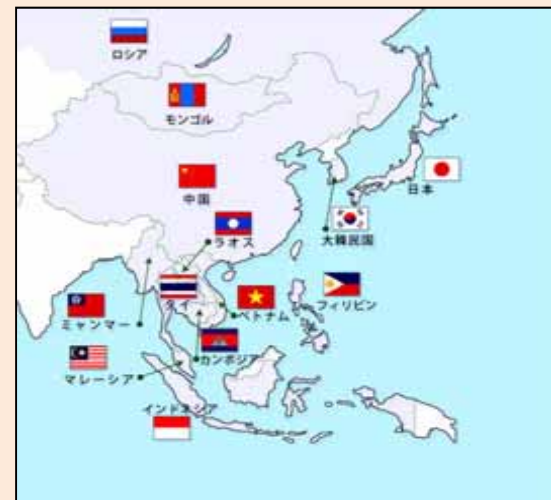 ロシア
モンゴル
中国
日本
大韓民国
ラオス
タイ
ベトナム
フィリピン
ミャンマー
カンボジア
マレーシア
インドネシア